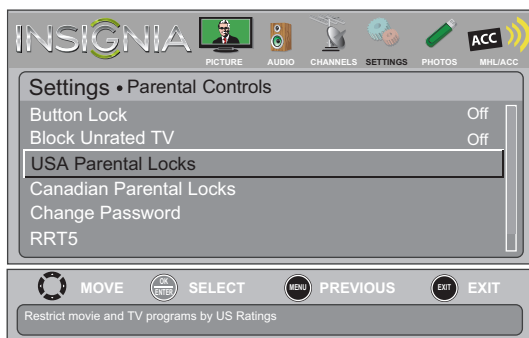 INSIGNIA
PICTURE AUDIO CHANNELS SETTINGS PHOTOS MHL/ACC
ACC
Settings • Parental Controls
Button Lock Off
Block Unrated TV Off
USA Parental Locks
Canadian Parental Locks
Change Password
RRT5
MOVE OK ENTER SELECT MENU PREVIOUS EXIT EXIT
Restrict movie and TV programs by US Ratings